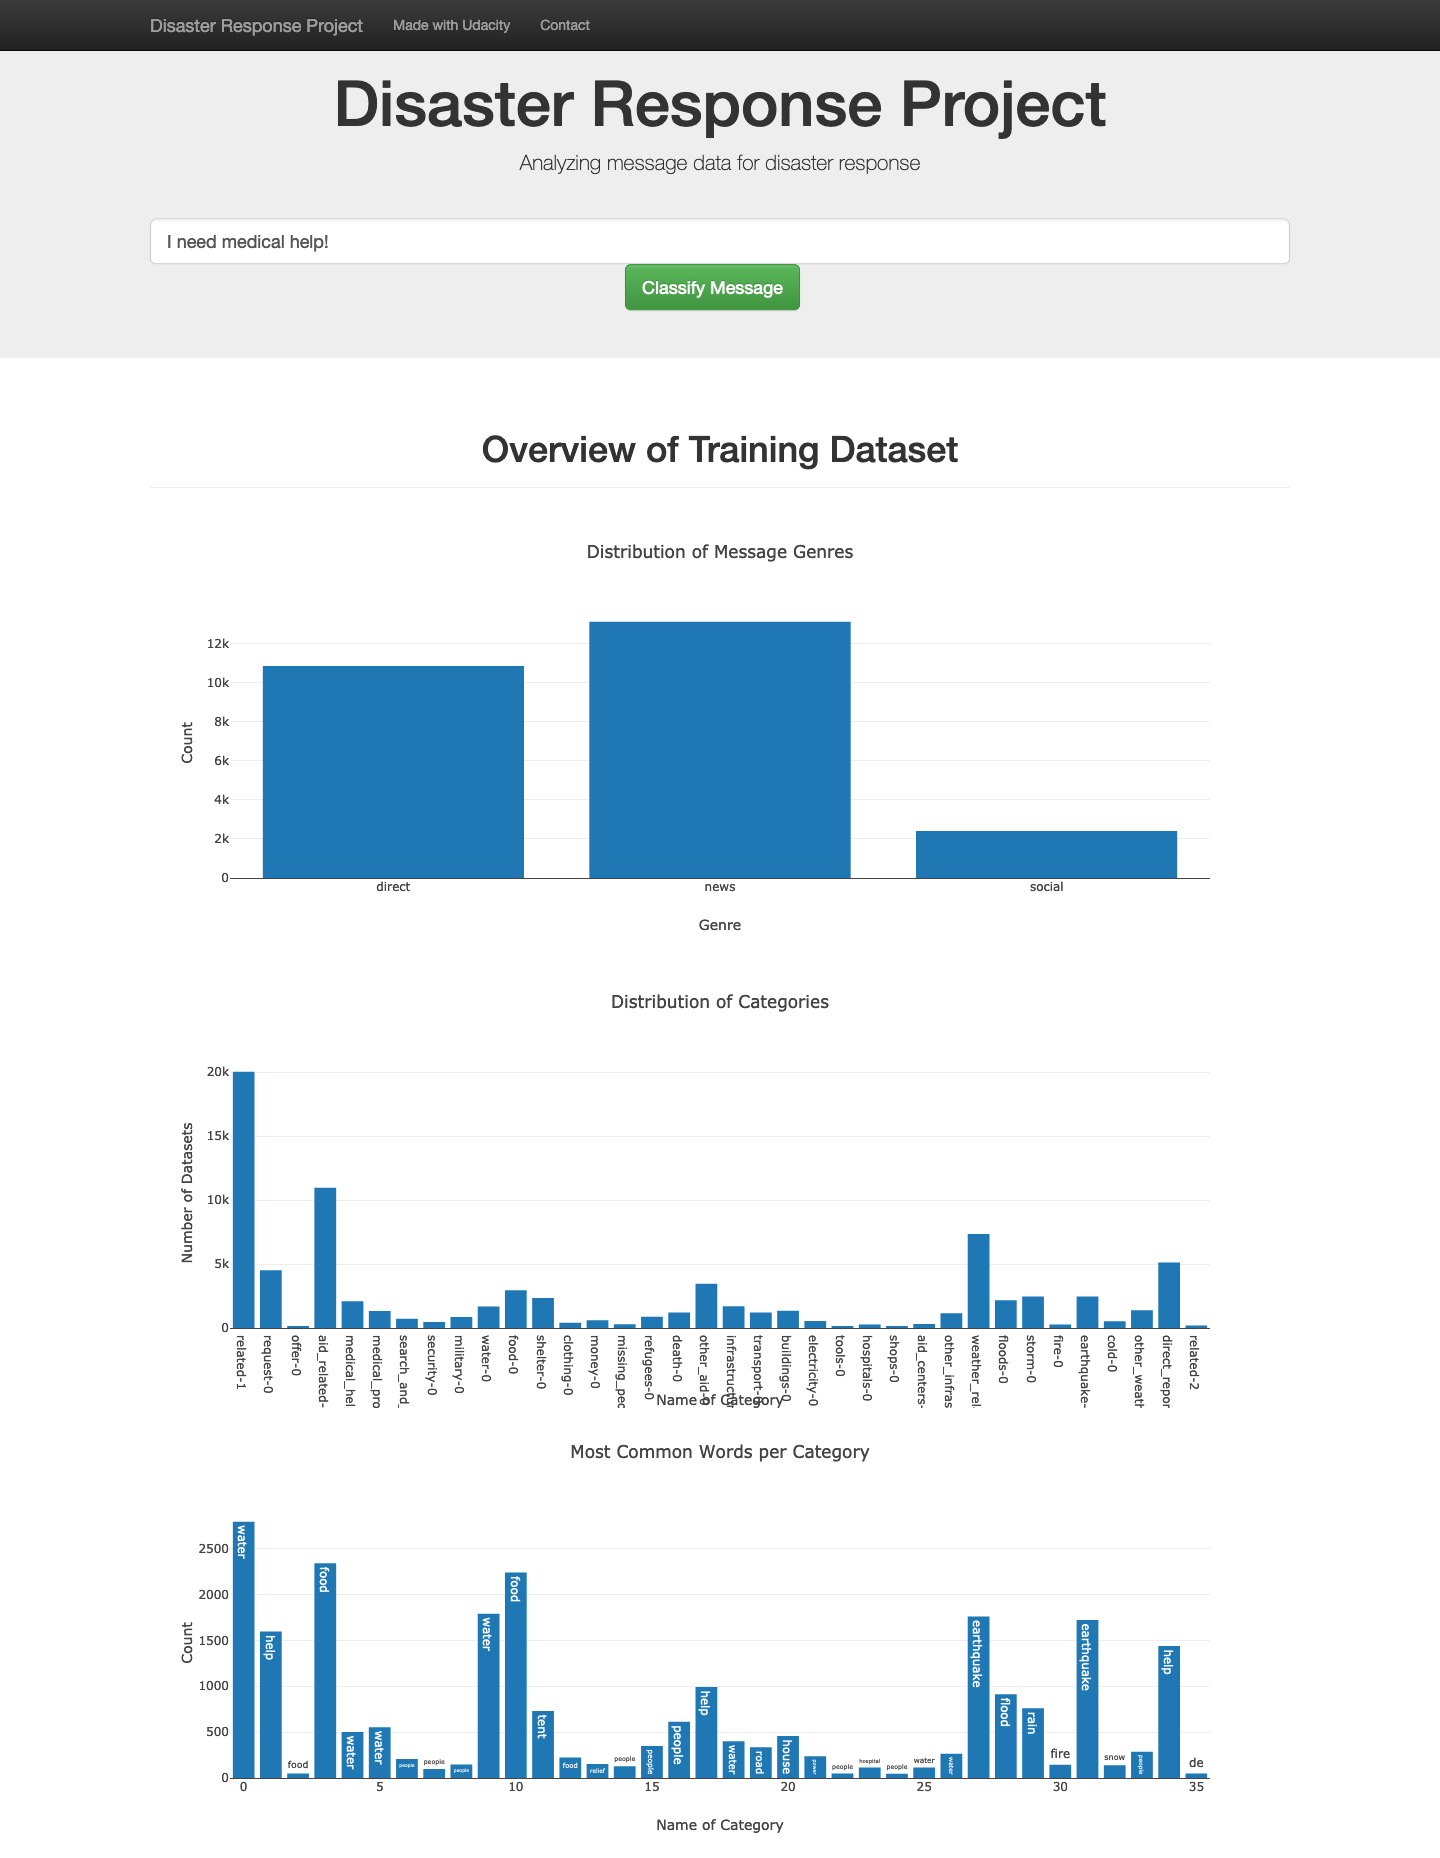 Disaster Response Project Made with Udacity Contact
Disaster Response Project
Analyzing message data for disaster response
I need medical help!
Classify Message
Overview of Training Dataset
Distribution of Message Genres
12k
10k
8k
6k
4k
2k
0
Count
direct news social
Genre
Distribution of Categories
20k
15k
10k
5k
0
Number of Datasets
related-1
request-0
offer-0
aid_related-
medical_hel
medical_pro
search_and_
security-0
military-0
water-0
food-0
shelter-0
clothing-0
money-0
missing_peo
refugees-0
death-0
other_aid-0
infrastructur
transport-0
buildings-0
electricity-0
tools-0
hospitals-0
shops-0
aid_centers-
other_infras
weather_rel
floods-0
storm-0
fire-0
earthquake-
cold-0
other_weath
direct_repor
related-2
Name of Category
Most Common Words per Category
2500
2000
1500
1000
500
0
Count
water
help
food
food
water
water
people
people
people
water
food
tent
food
relief
people
people
people
help
water
road
house
power
people
hospital
people
water
water
earthquake
flood
rain
fire
earthquake
snow
people
help
de
0 5 10 15 20 25 30 35
Name of Category